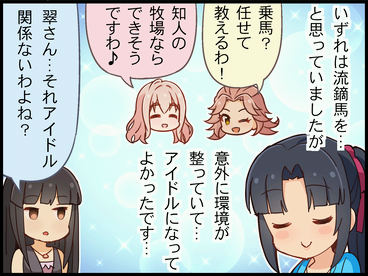 いずれは流鏑馬を…
と思っていましたが
乗馬?
任せて
教えるわ!
知人の
牧場なら
できそう
ですわ♪
意外に環境が
整っていて…
アイドルになって
よかったです…
翠さん…それアイドル
関係ないわよね?